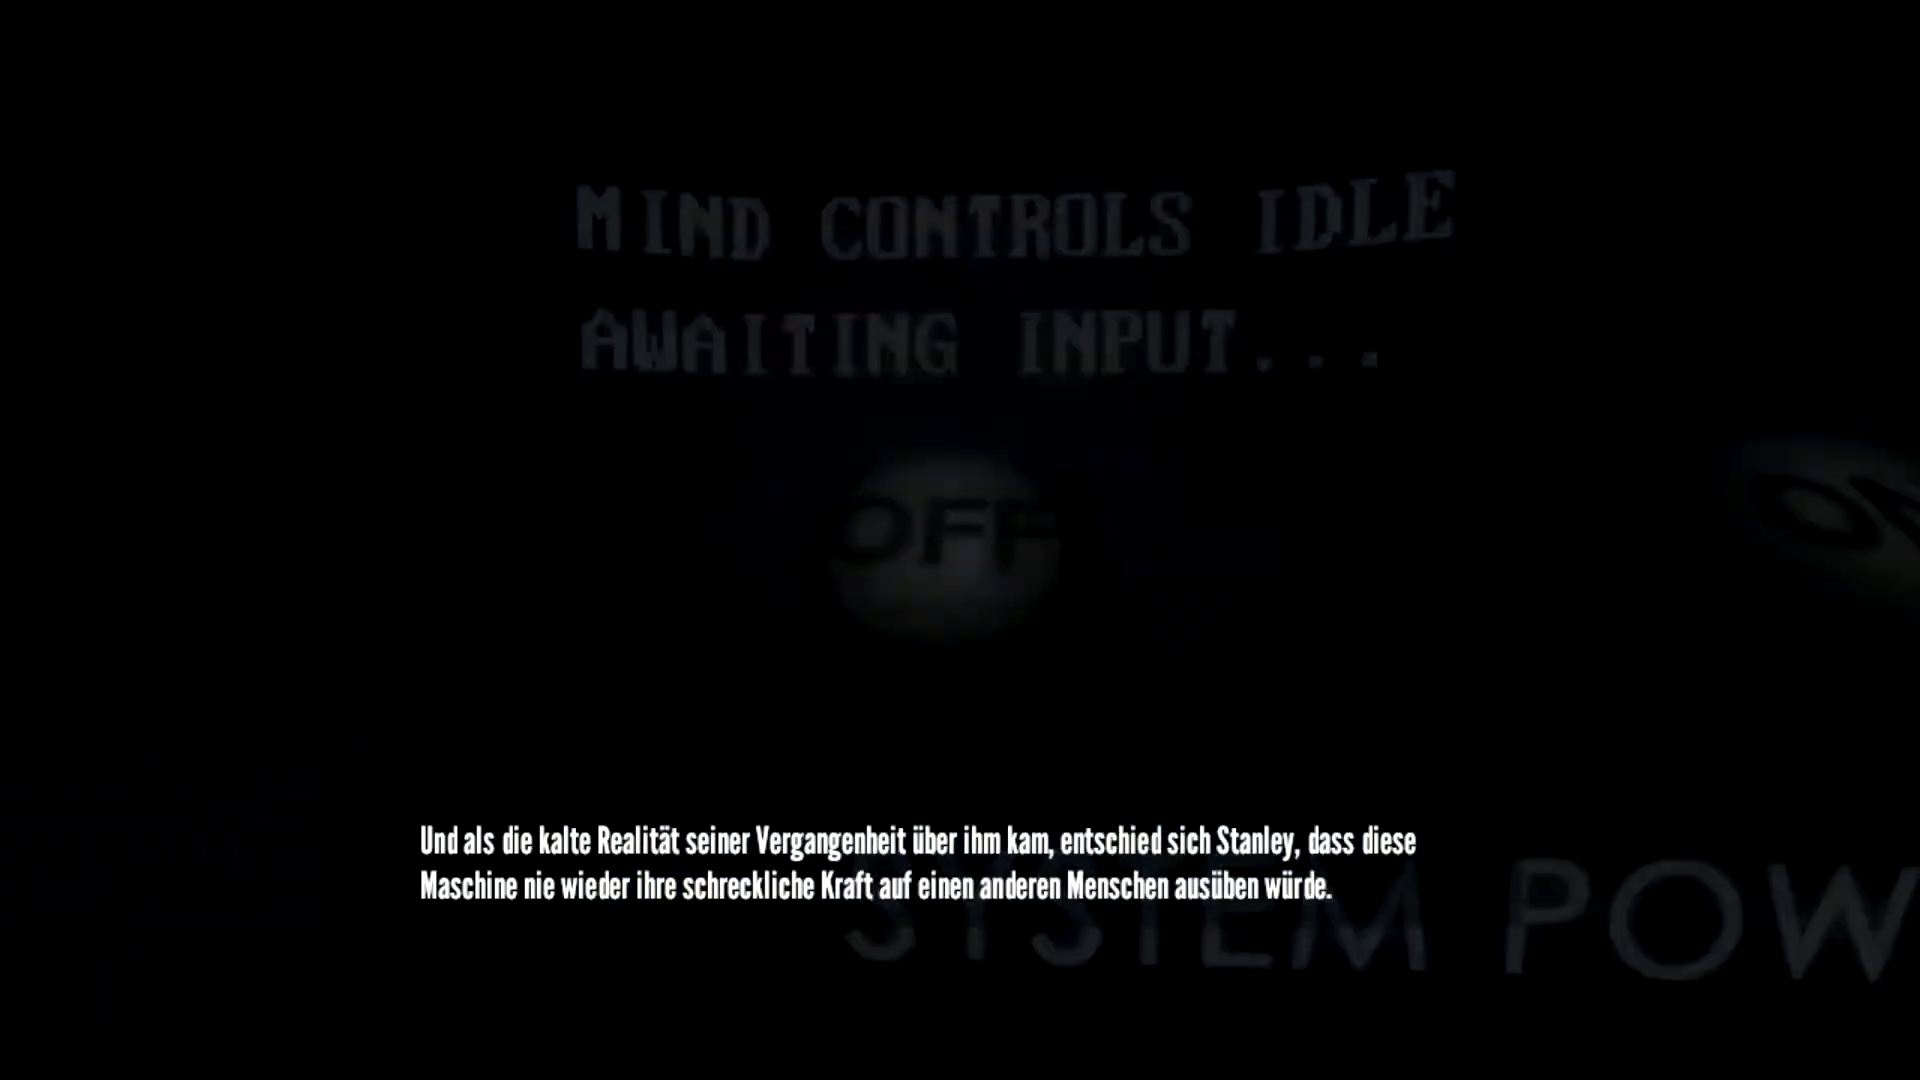 MIND CONTROLS IDLE
AWAITING INPUT...
OFF
ON
Und als die kalte Realität seiner Vergangenheit über ihm kam, entschied sich Stanley, dass diese
Maschine nie wieder ihre schreckliche Kraft auf einen anderen Menschen ausüben würde.
SYSTEM POW